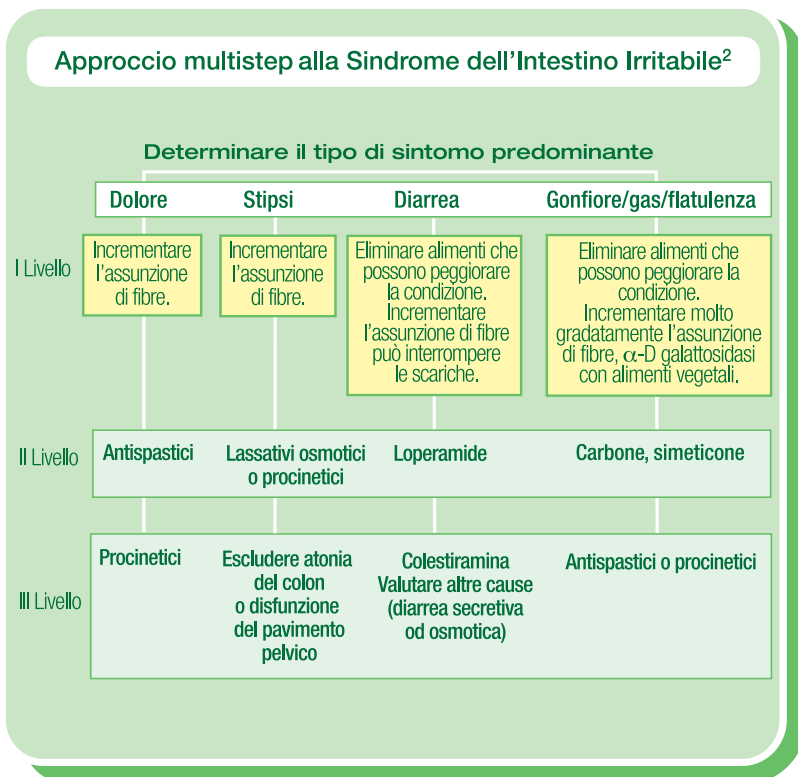 Approccio multistep alla Sindrome dell'Intestino Irritabile²
Determinare il tipo di sintomo predominante
Dolore
Stipsi
Diarrea
Gonfiore/gas/flatulenza
I Livello
Incrementare
l'assunzione
di fibre.
Incrementare
l'assunzione
di fibre.
Eliminare alimenti che
possono peggiorare
la condizione.
Incrementare
l'assunzione di fibre
può interrompere
le scariche.
Eliminare alimenti che
possono peggiorare la
condizione.
Incrementare molto
gradatamente l'assunzione
di fibre, α-D galattosidasi
con alimenti vegetali.
II Livello
Antispastici
Lassativi osmotici
o procinetici
Loperamide
Carbone, simeticone
III Livello
Procinetici
Escludere atonia
del colon
o disfunzione
del pavimento
pelvico
Colestiramina
Valutare altre cause
(diarrea secretiva
od osmotica)
Antispastici o procinetici